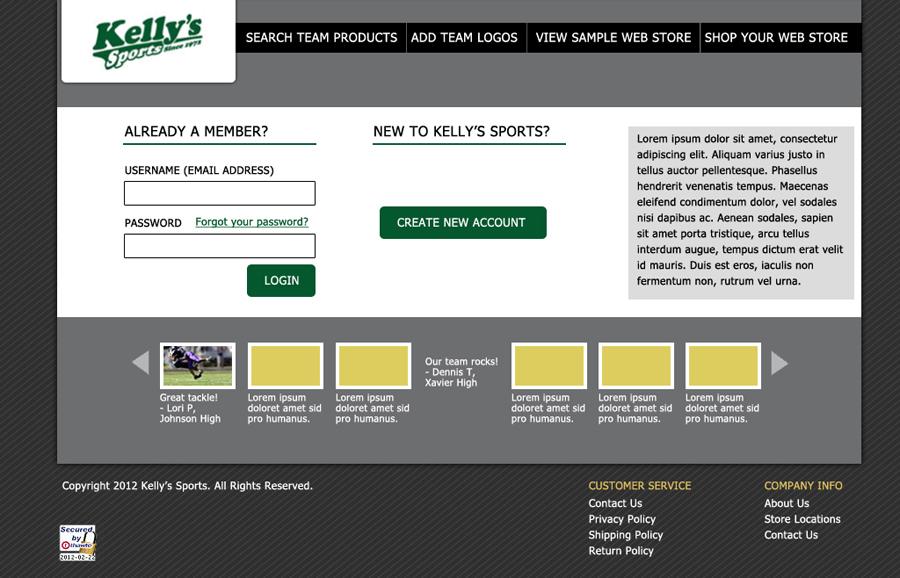 Kelly's
Sports Since 1975
SEARCH TEAM PRODUCTS
ADD TEAM LOGOS
VIEW SAMPLE WEB STORE
SHOP YOUR WEB STORE
ALREADY A MEMBER?
USERNAME (EMAIL ADDRESS)
PASSWORD Forgot your password?
LOGIN
NEW TO KELLY'S SPORTS?
CREATE NEW ACCOUNT
Lorem ipsum dolor sit amet, consectetur
adipiscing elit. Aliquam varius justo in
tellus auctor pellentesque. Phasellus
hendrerit venenatis tempus. Maecenas
eleifend condimentum dolor, vel sodales
nisi dapibus ac. Aenean sodales, sapien
sit amet porta tristique, arcu tellus
interdum augue, tempus dictum erat velit
id mauris. Duis est eros, iaculis non
fermentum non, rutrum vel urna.
Great tackle!
- Lori P,
Johnson High
Lorem ipsum
doloret amet sid
pro humanus.
Lorem ipsum
doloret amet sid
pro humanus.
Our team rocks!
- Dennis T,
Xavier High
Lorem ipsum
doloret amet sid
pro humanus.
Lorem ipsum
doloret amet sid
pro humanus.
Lorem ipsum
doloret amet sid
pro humanus.
Copyright 2012 Kelly's Sports. All Rights Reserved.
Secured
by
thawte
2012-02-22
CUSTOMER SERVICE
Contact Us
Privacy Policy
Shipping Policy
Return Policy
COMPANY INFO
About Us
Store Locations
Contact Us